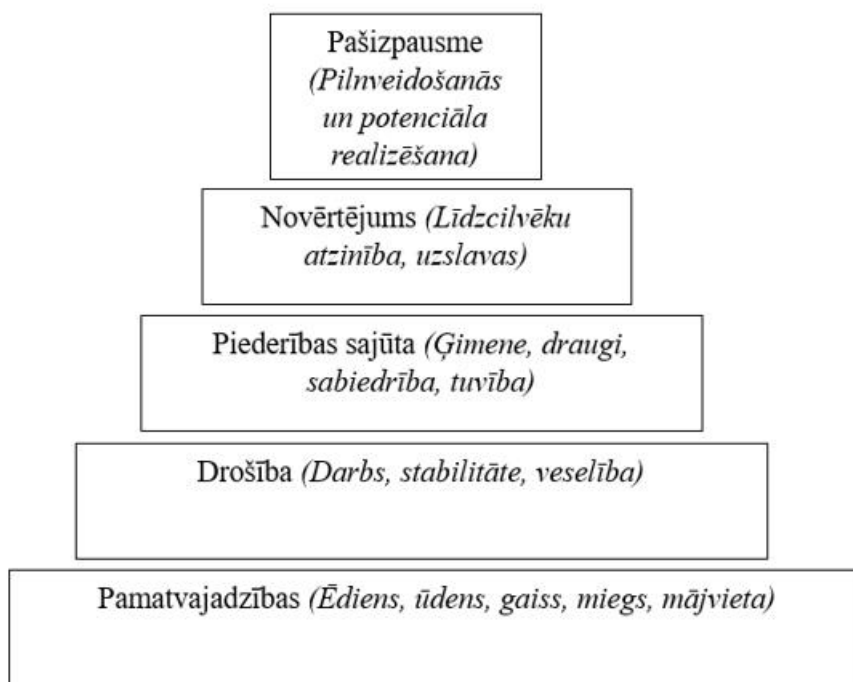 Pašizpausme
(Pilnveidošanās
un potenciāla
realizēšana)
Novērtējums (Līdzcilvēku
atzinība, uzslavas)
Piederības sajūta (Ģimene, draugi,
sabiedrība, tuvība)
Drošība (Darbs, stabilitāte, veselība)
Pamatvajadzības (Ēdiens, ūdens, gaiss, miegs, mājvieta)